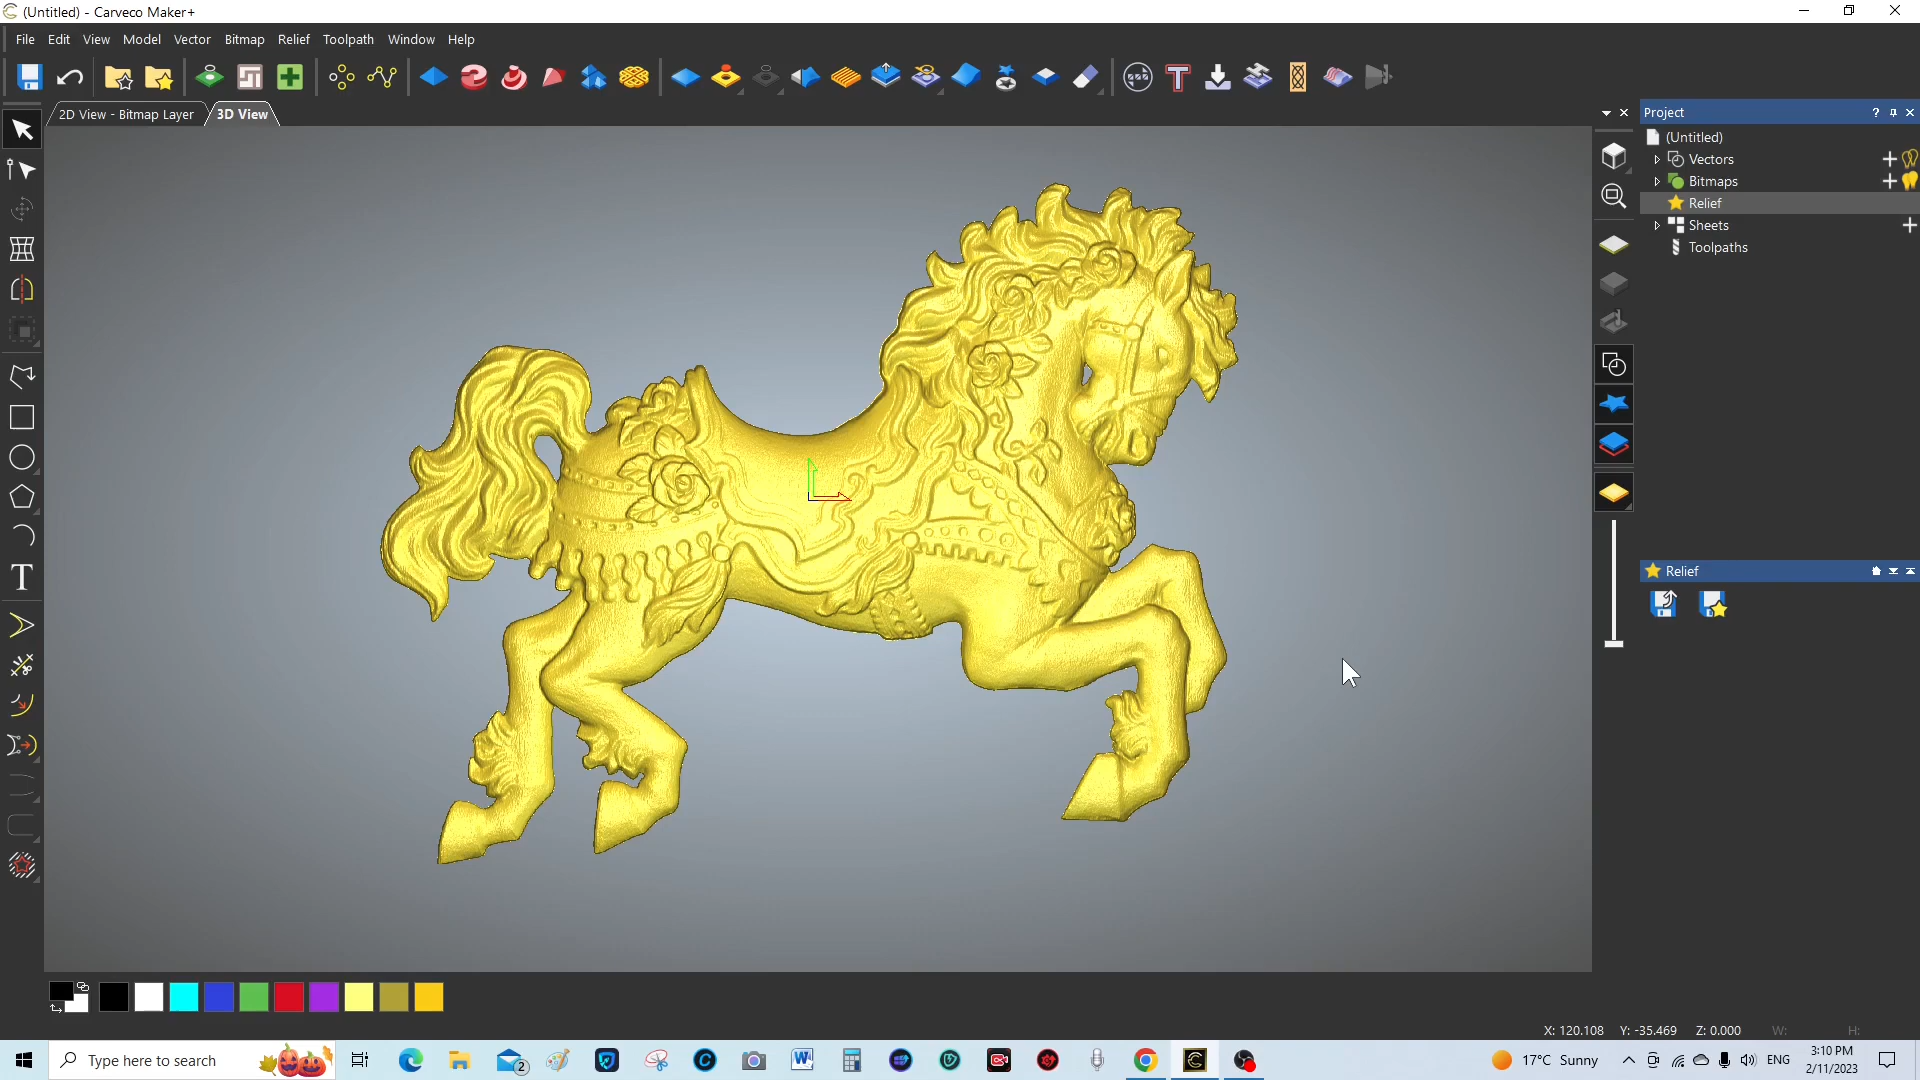 (Untitled) - Carveco Maker+
File Edit View Model Vector Bitmap Relief Toolpath Window Help
2D View - Bitmap Layer 3D View
Project
(Untitled)
Vectors
Bitmaps
Relief
Sheets
Toolpaths
Relief
T
X: 120.108 Y: -35.469 Z: 0.000 W: H:
Type here to search
2
17°C Sunny
ENG
3:10 PM
2/11/2023